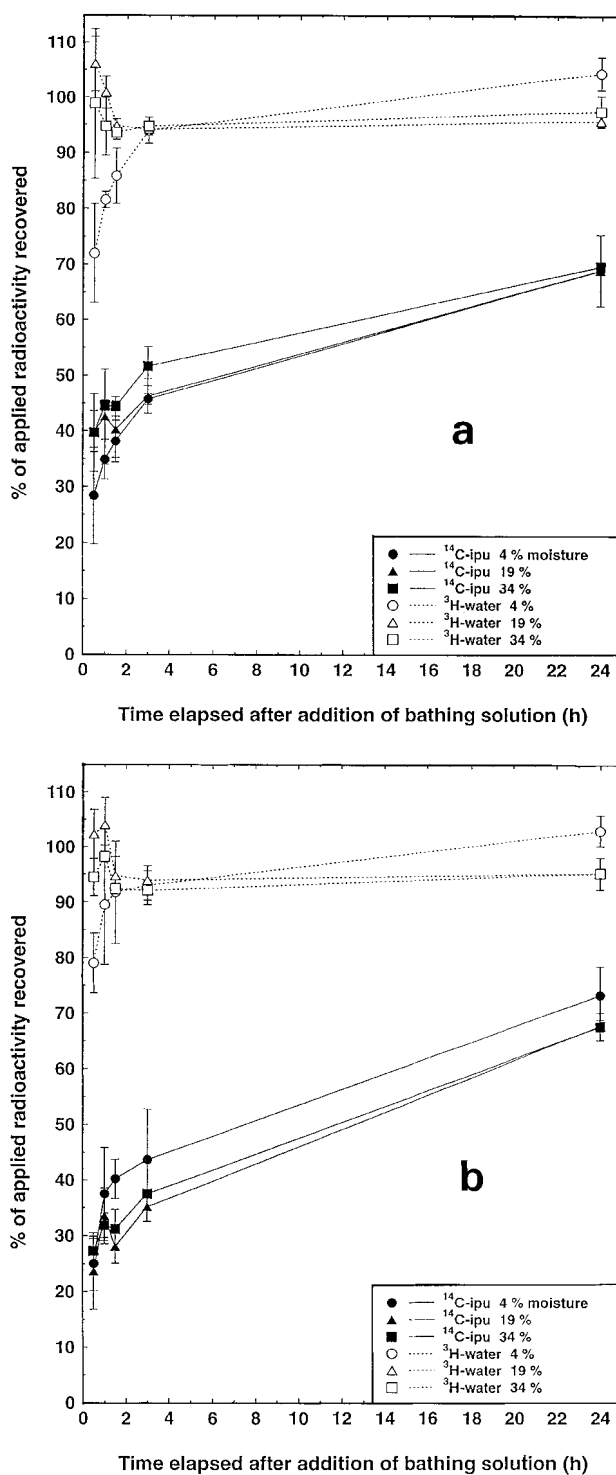 110
100
90
80
70
60
50
40
30
20
10
0
% of applied radioactivity recovered
a
● — ¹⁴C-ipu 4 % moisture
▲ — ¹⁴C-ipu 19 %
■ — ¹⁴C-ipu 34 %
○ ····· ³H-water 4 %
△ ····· ³H-water 19 %
□ ····· ³H-water 34 %
0 2 4 6 8 10 12 14 16 18 20 22 24
Time elapsed after addition of bathing solution (h)
110
100
90
80
70
60
50
40
30
20
10
0
% of applied radioactivity recovered
b
● — ¹⁴C-ipu 4 % moisture
▲ — ¹⁴C-ipu 19 %
■ — ¹⁴C-ipu 34 %
○ ····· ³H-water 4 %
△ ····· ³H-water 19 %
□ ····· ³H-water 34 %
0 2 4 6 8 10 12 14 16 18 20 22 24
Time elapsed after addition of bathing solution (h)